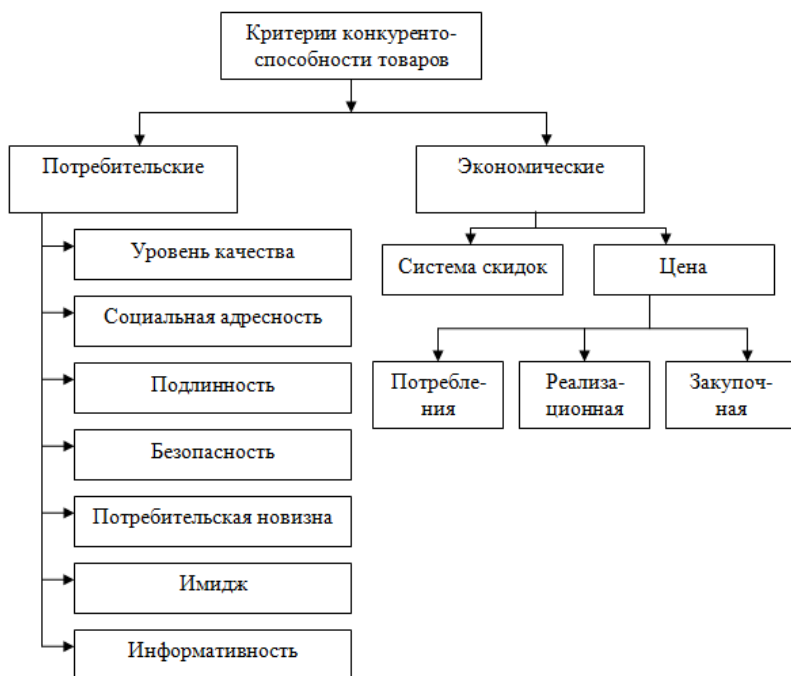 Критерии конкуренто-
способности товаров
Потребительские
Экономические
Уровень качества
Социальная адресность
Подлинность
Безопасность
Потребительская новизна
Имидж
Информативность
Система скидок
Цена
Потребле-
ния
Реализа-
ционная
Закупоч-
ная